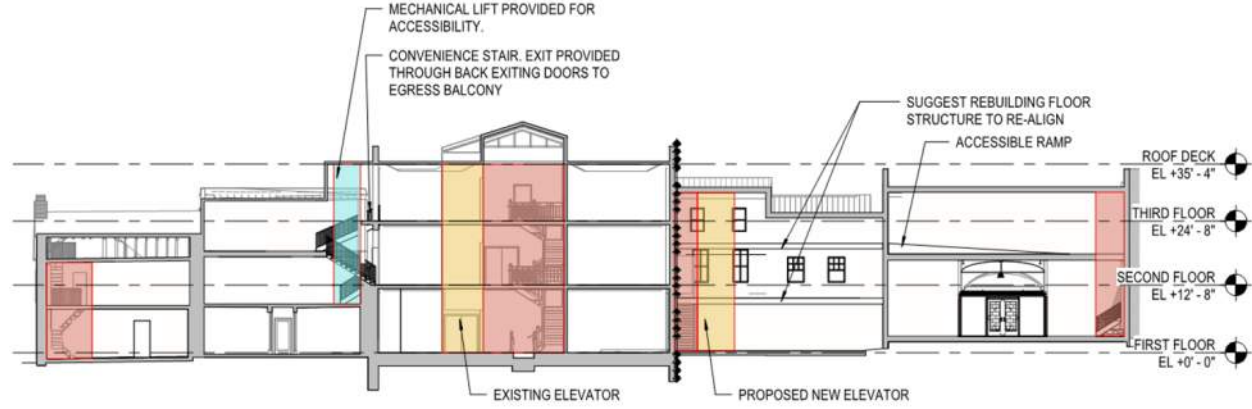 MECHANICAL LIFT PROVIDED FOR
ACCESSIBILITY.
CONVENIENCE STAIR. EXIT PROVIDED
THROUGH BACK EXITING DOORS TO
EGRESS BALCONY
SUGGEST REBUILDING FLOOR
STRUCTURE TO RE-ALIGN
ACCESSIBLE RAMP
ROOF DECK
EL +35' - 4"
THIRD FLOOR
EL +24' - 8"
SECOND FLOOR
EL +12' - 8"
FIRST FLOOR
EL +0' - 0"
EXISTING ELEVATOR
PROPOSED NEW ELEVATOR